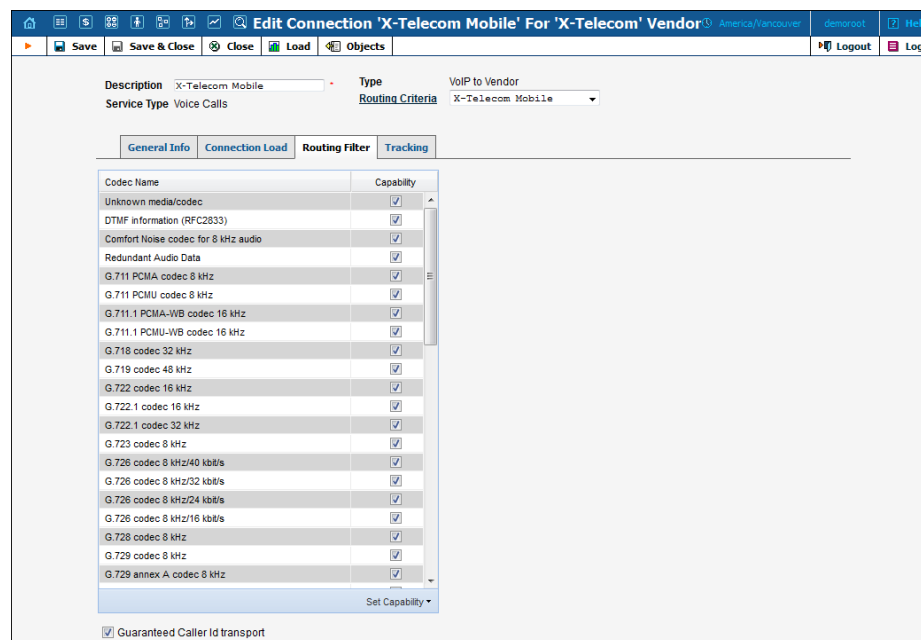 Edit Connection 'X-Telecom Mobile' For 'X-Telecom' Vendor America/Vancouver demoroot Hel
Save Save & Close Close Load Objects Logout Log
Description X-Telecom Mobile * Type VoIP to Vendor
Service Type Voice Calls Routing Criteria X-Telecom Mobile
General Info Connection Load Routing Filter Tracking
Codec Name Capability
Unknown media/codec
DTMF information (RFC2833)
Comfort Noise codec for 8 kHz audio
Redundant Audio Data
G.711 PCMA codec 8 kHz
G.711 PCMU codec 8 kHz
G.711.1 PCMA-WB codec 16 kHz
G.711.1 PCMU-WB codec 16 kHz
G.718 codec 32 kHz
G.719 codec 48 kHz
G.722 codec 16 kHz
G.722.1 codec 16 kHz
G.722.1 codec 32 kHz
G.723 codec 8 kHz
G.726 codec 8 kHz/40 kbit/s
G.726 codec 8 kHz/32 kbit/s
G.726 codec 8 kHz/24 kbit/s
G.726 codec 8 kHz/16 kbit/s
G.728 codec 8 kHz
G.729 codec 8 kHz
G.729 annex A codec 8 kHz
Set Capability
Guaranteed Caller Id transport